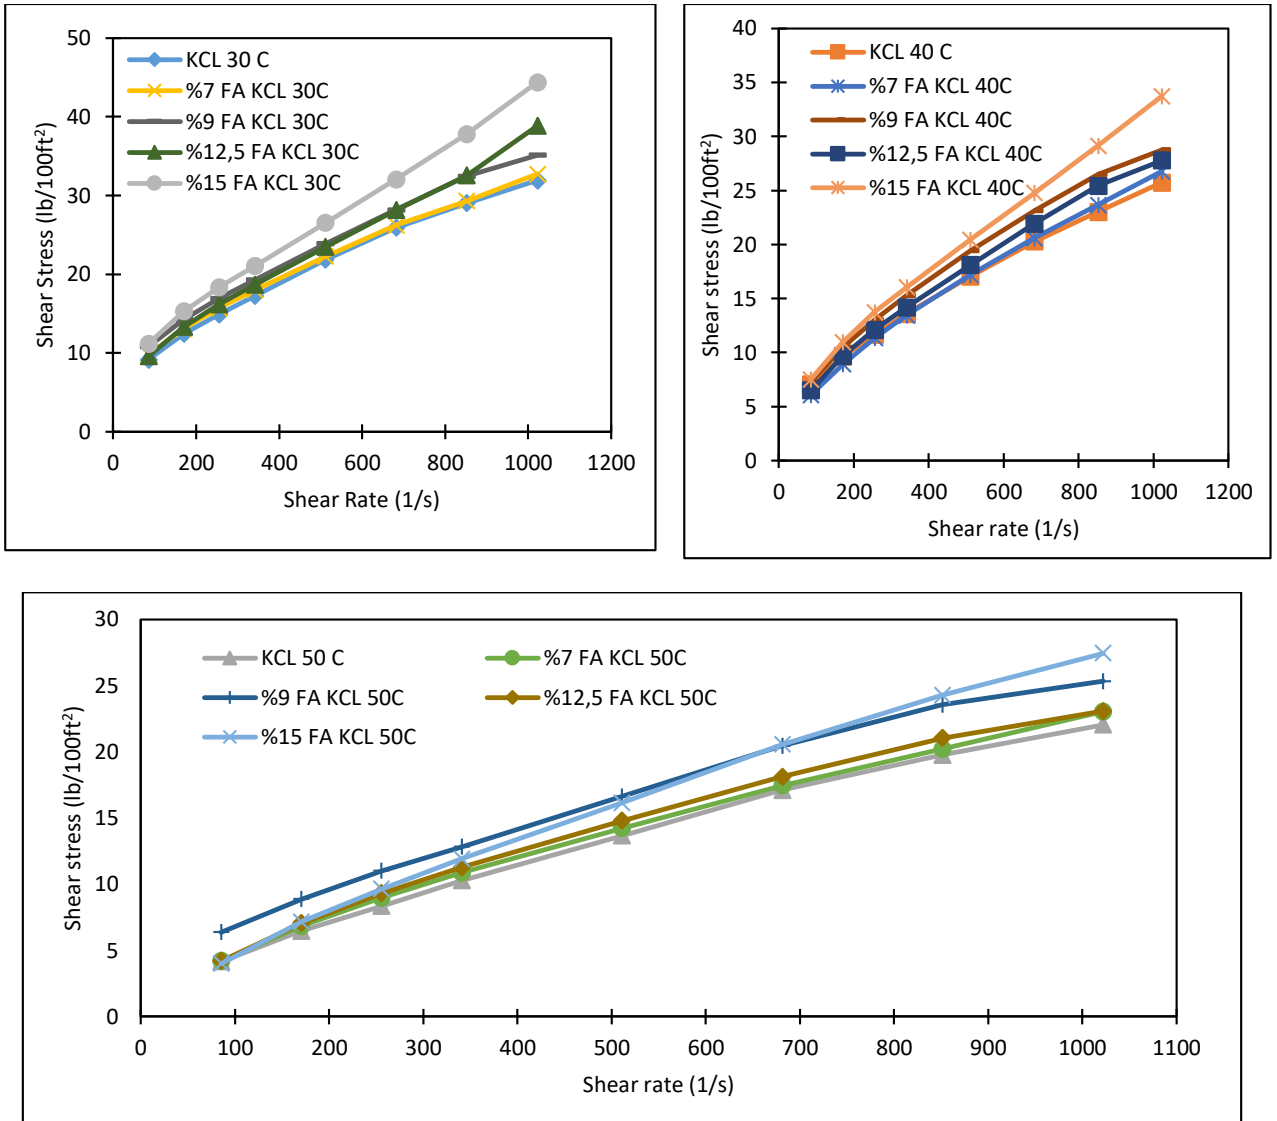 50
40
30
20
10
0
0 200 400 600 800 1000 1200
Shear Stress (lb/100ft²)
Shear Rate (1/s)
KCL 30 C
%7 FA KCL 30C
%9 FA KCL 30C
%12,5 FA KCL 30C
%15 FA KCL 30C
40
35
30
25
20
15
10
5
0
0 200 400 600 800 1000 1200
Shear stress (lb/100ft²)
Shear rate (1/s)
KCL 40 C
%7 FA KCL 40C
%9 FA KCL 40C
%12,5 FA KCL 40C
%15 FA KCL 40C
30
25
20
15
10
5
0
0 100 200 300 400 500 600 700 800 900 1000 1100
Shear stress (lb/100ft²)
Shear rate (1/s)
KCL 50 C %7 FA KCL 50C
%9 FA KCL 50C %12,5 FA KCL 50C
%15 FA KCL 50C